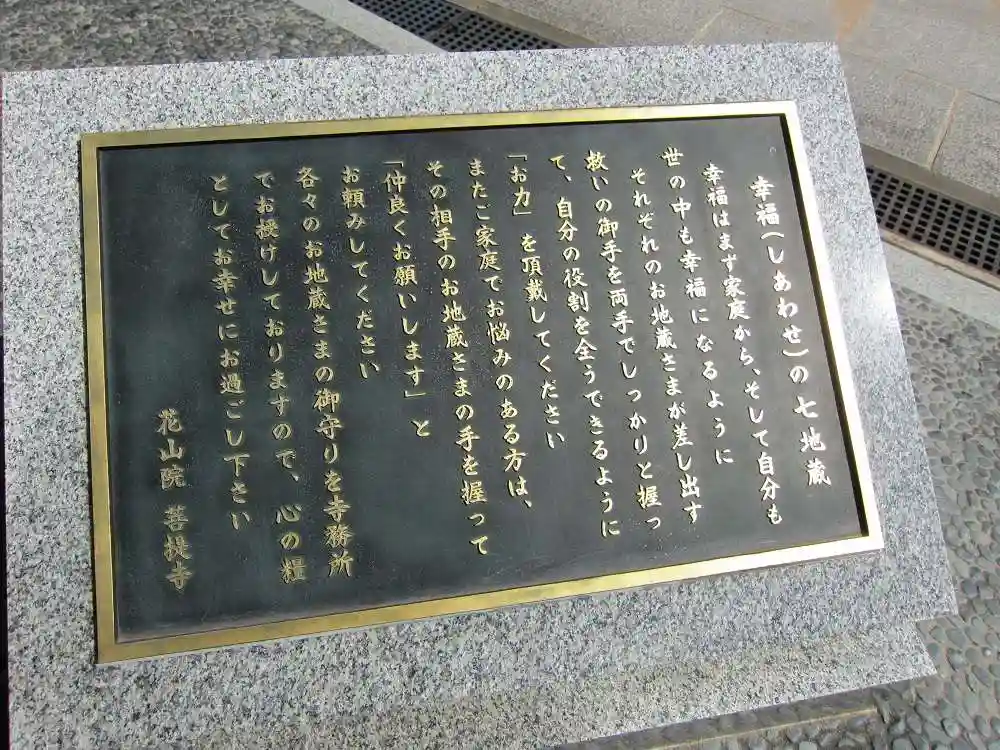 幸福(しあわせ)の七地蔵
幸福はまず家庭から、そして自分も
世の中も幸福になるように
それぞれのお地蔵さまが差し出す
救いの御手を両手でしっかりと握っ
て、自分の役割を全うできるように
「お力」を頂戴してください
またご家庭でお悩みのある方は、
その相手のお地蔵さまの手を握って
「仲良くお願いします」と
お頼みしてください
各々のお地蔵さまの御守りを寺務所
でお授けしておりますので、心の糧
としてお幸せにお過ごし下さい
花山院 菩提寺